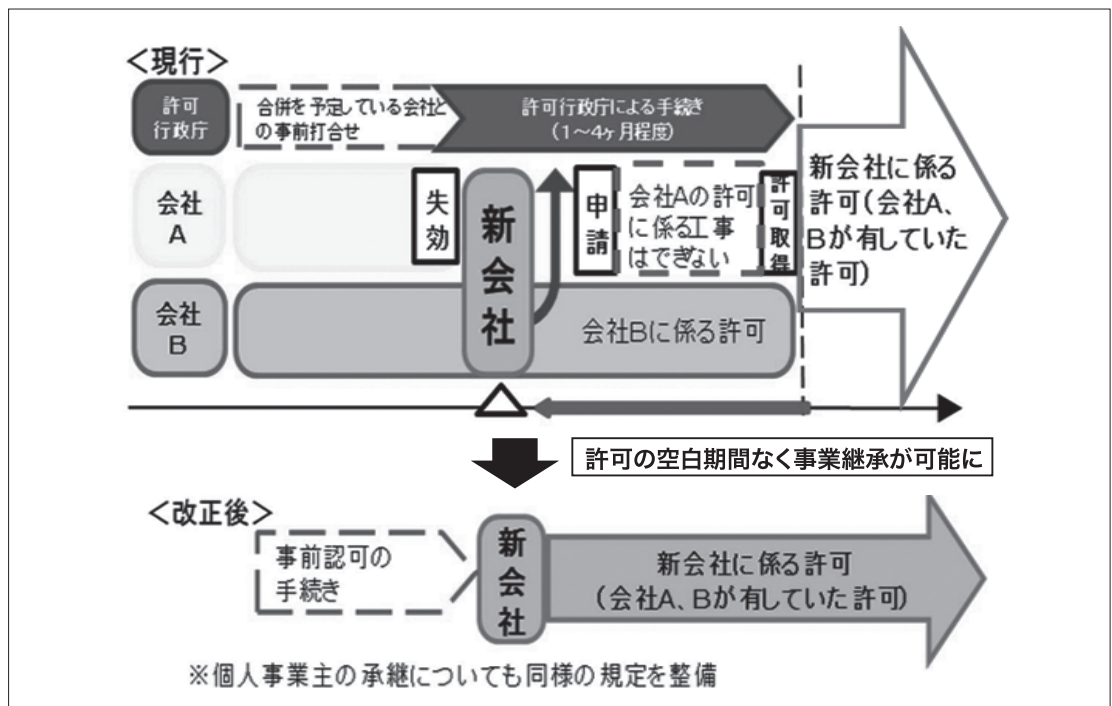 ＜現行＞
許可
行政庁
合併を予定している会社と
の事前打合せ
許可行政庁による手続き
（1～4ヶ月程度）
会社
A
失効
新会社
申請
会社Aの許可
に係る工事
はできない
許可取得
新会社に係る
許可（会社A、
Bが有していた
許可）
会社
B
会社Bに係る許可
許可の空白期間なく事業継承が可能に
＜改正後＞
事前認可の
手続き
新会社
新会社に係る許可
（会社A、Bが有していた許可）
※個人事業主の承継についても同様の規定を整備